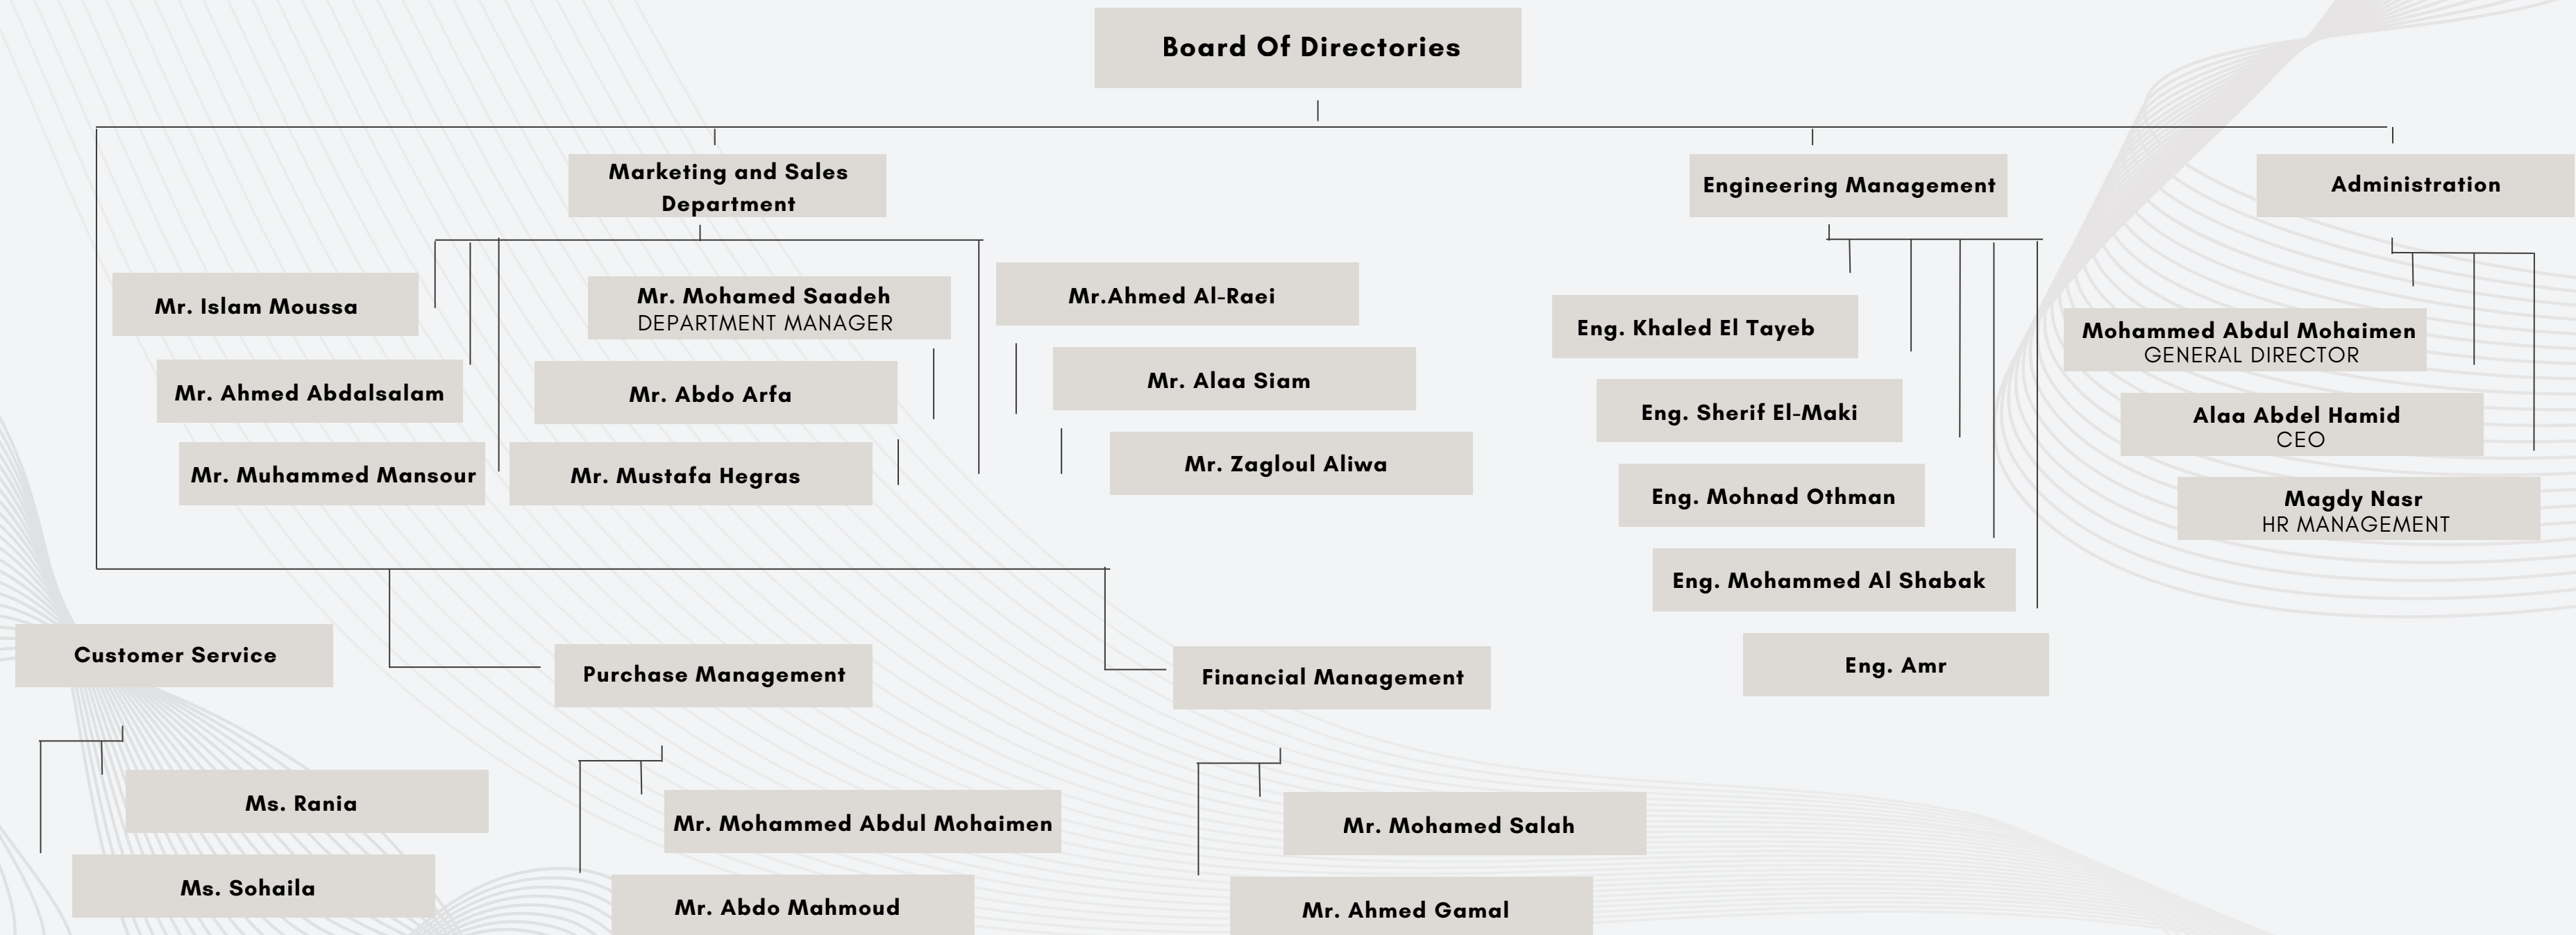 Board Of Directories
Marketing and Sales
Department
Engineering Management
Administration
Mr. Islam Moussa
Mr. Ahmed Abdalsalam
Mr. Muhammed Mansour
Mr. Mohamed Saadeh
DEPARTMENT MANAGER
Mr. Abdo Arfa
Mr. Mustafa Hegras
Mr.Ahmed Al-Raei
Mr. Alaa Siam
Mr. Zagloul Aliwa
Eng. Khaled El Tayeb
Eng. Sherif El-Maki
Eng. Mohnad Othman
Eng. Mohammed Al Shabak
Eng. Amr
Mohammed Abdul Mohaimen
GENERAL DIRECTOR
Alaa Abdel Hamid
CEO
Magdy Nasr
HR MANAGEMENT
Customer Service
Ms. Rania
Ms. Sohaila
Purchase Management
Mr. Mohammed Abdul Mohaimen
Mr. Abdo Mahmoud
Financial Management
Mr. Mohamed Salah
Mr. Ahmed Gamal